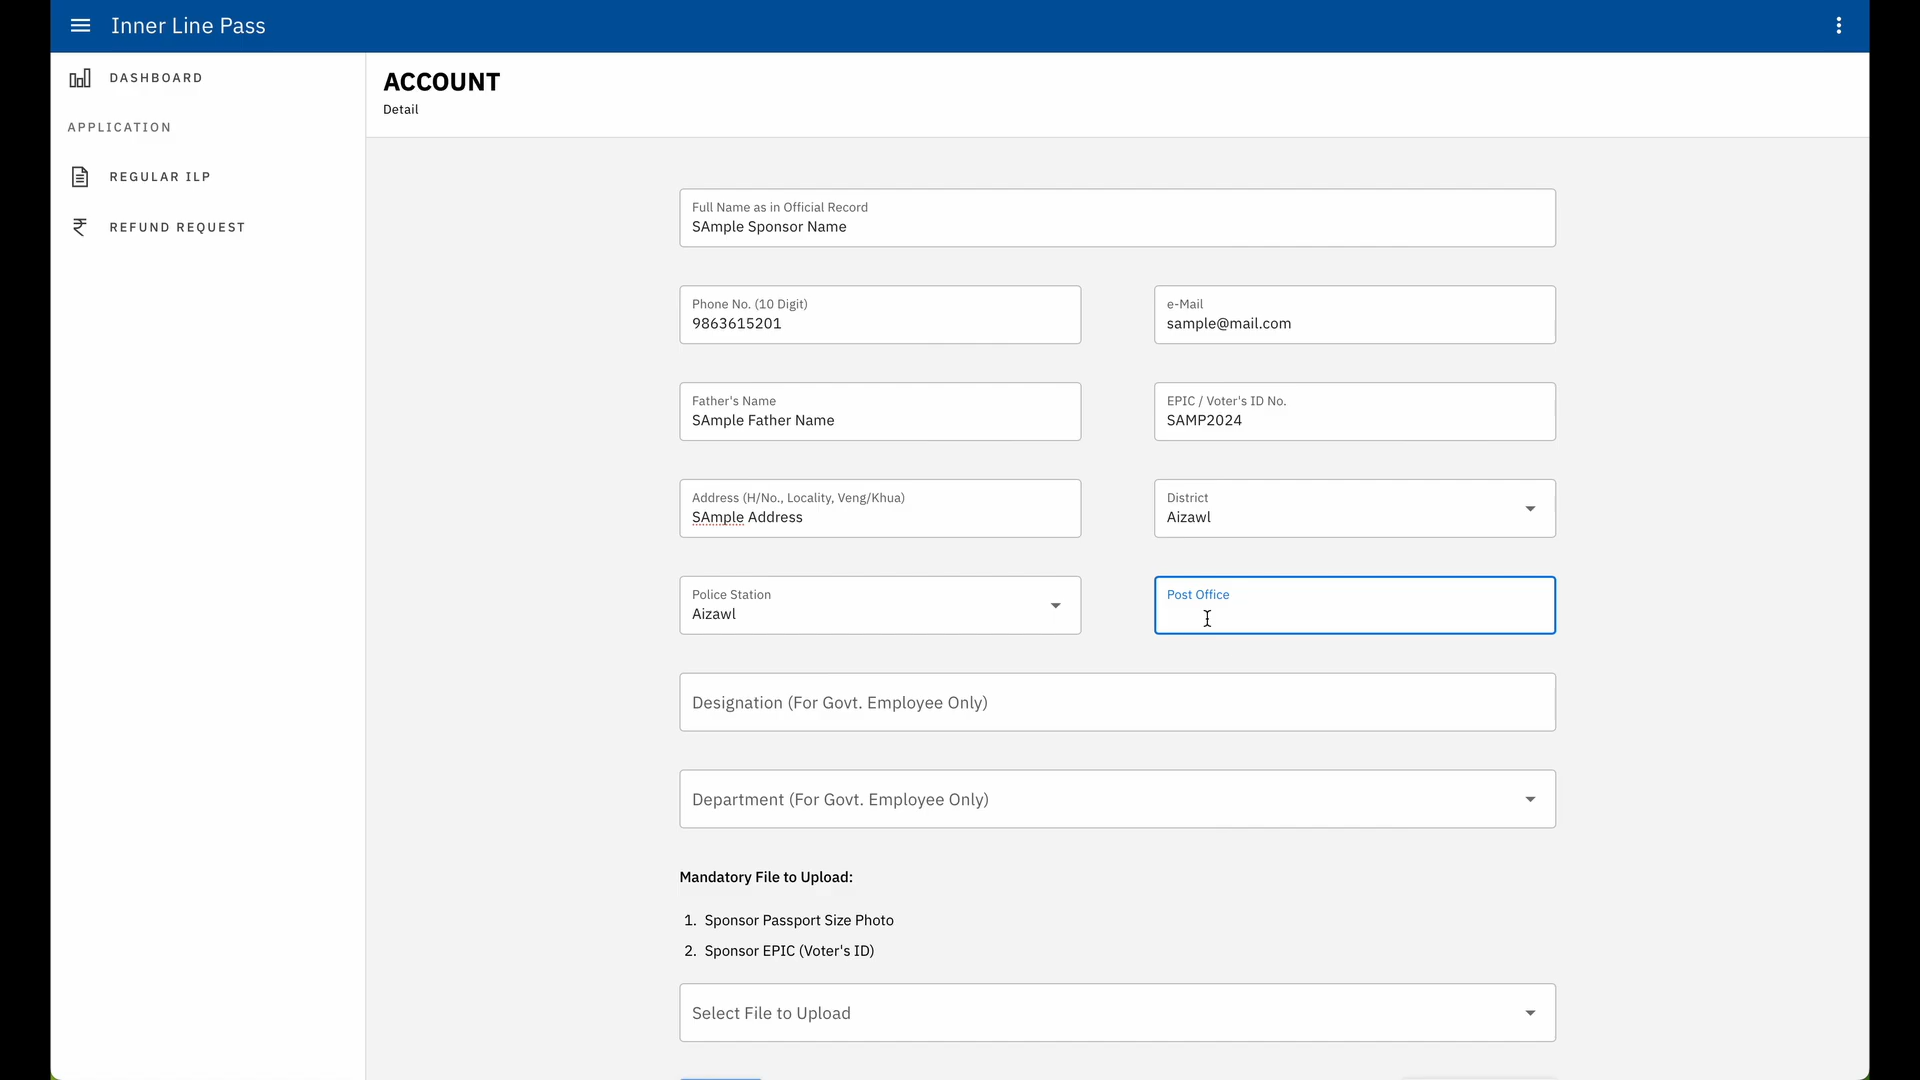 Inner Line Pass
DASHBOARD
APPLICATION
REGULAR ILP
REFUND REQUEST
ACCOUNT
Detail
Full Name as in Official Record
SAmple Sponsor Name
Phone No. (10 Digit)
9863615201
e-Mail
sample@mail.com
Father's Name
SAmple Father Name
EPIC / Voter's ID No.
SAMP2024
Address (H/No., Locality, Veng/Khua)
SAmple Address
District
Aizawl
Police Station
Aizawl
Post Office
Designation (For Govt. Employee Only)
Department (For Govt. Employee Only)
Mandatory File to Upload:
1. Sponsor Passport Size Photo
2. Sponsor EPIC (Voter's ID)
Select File to Upload